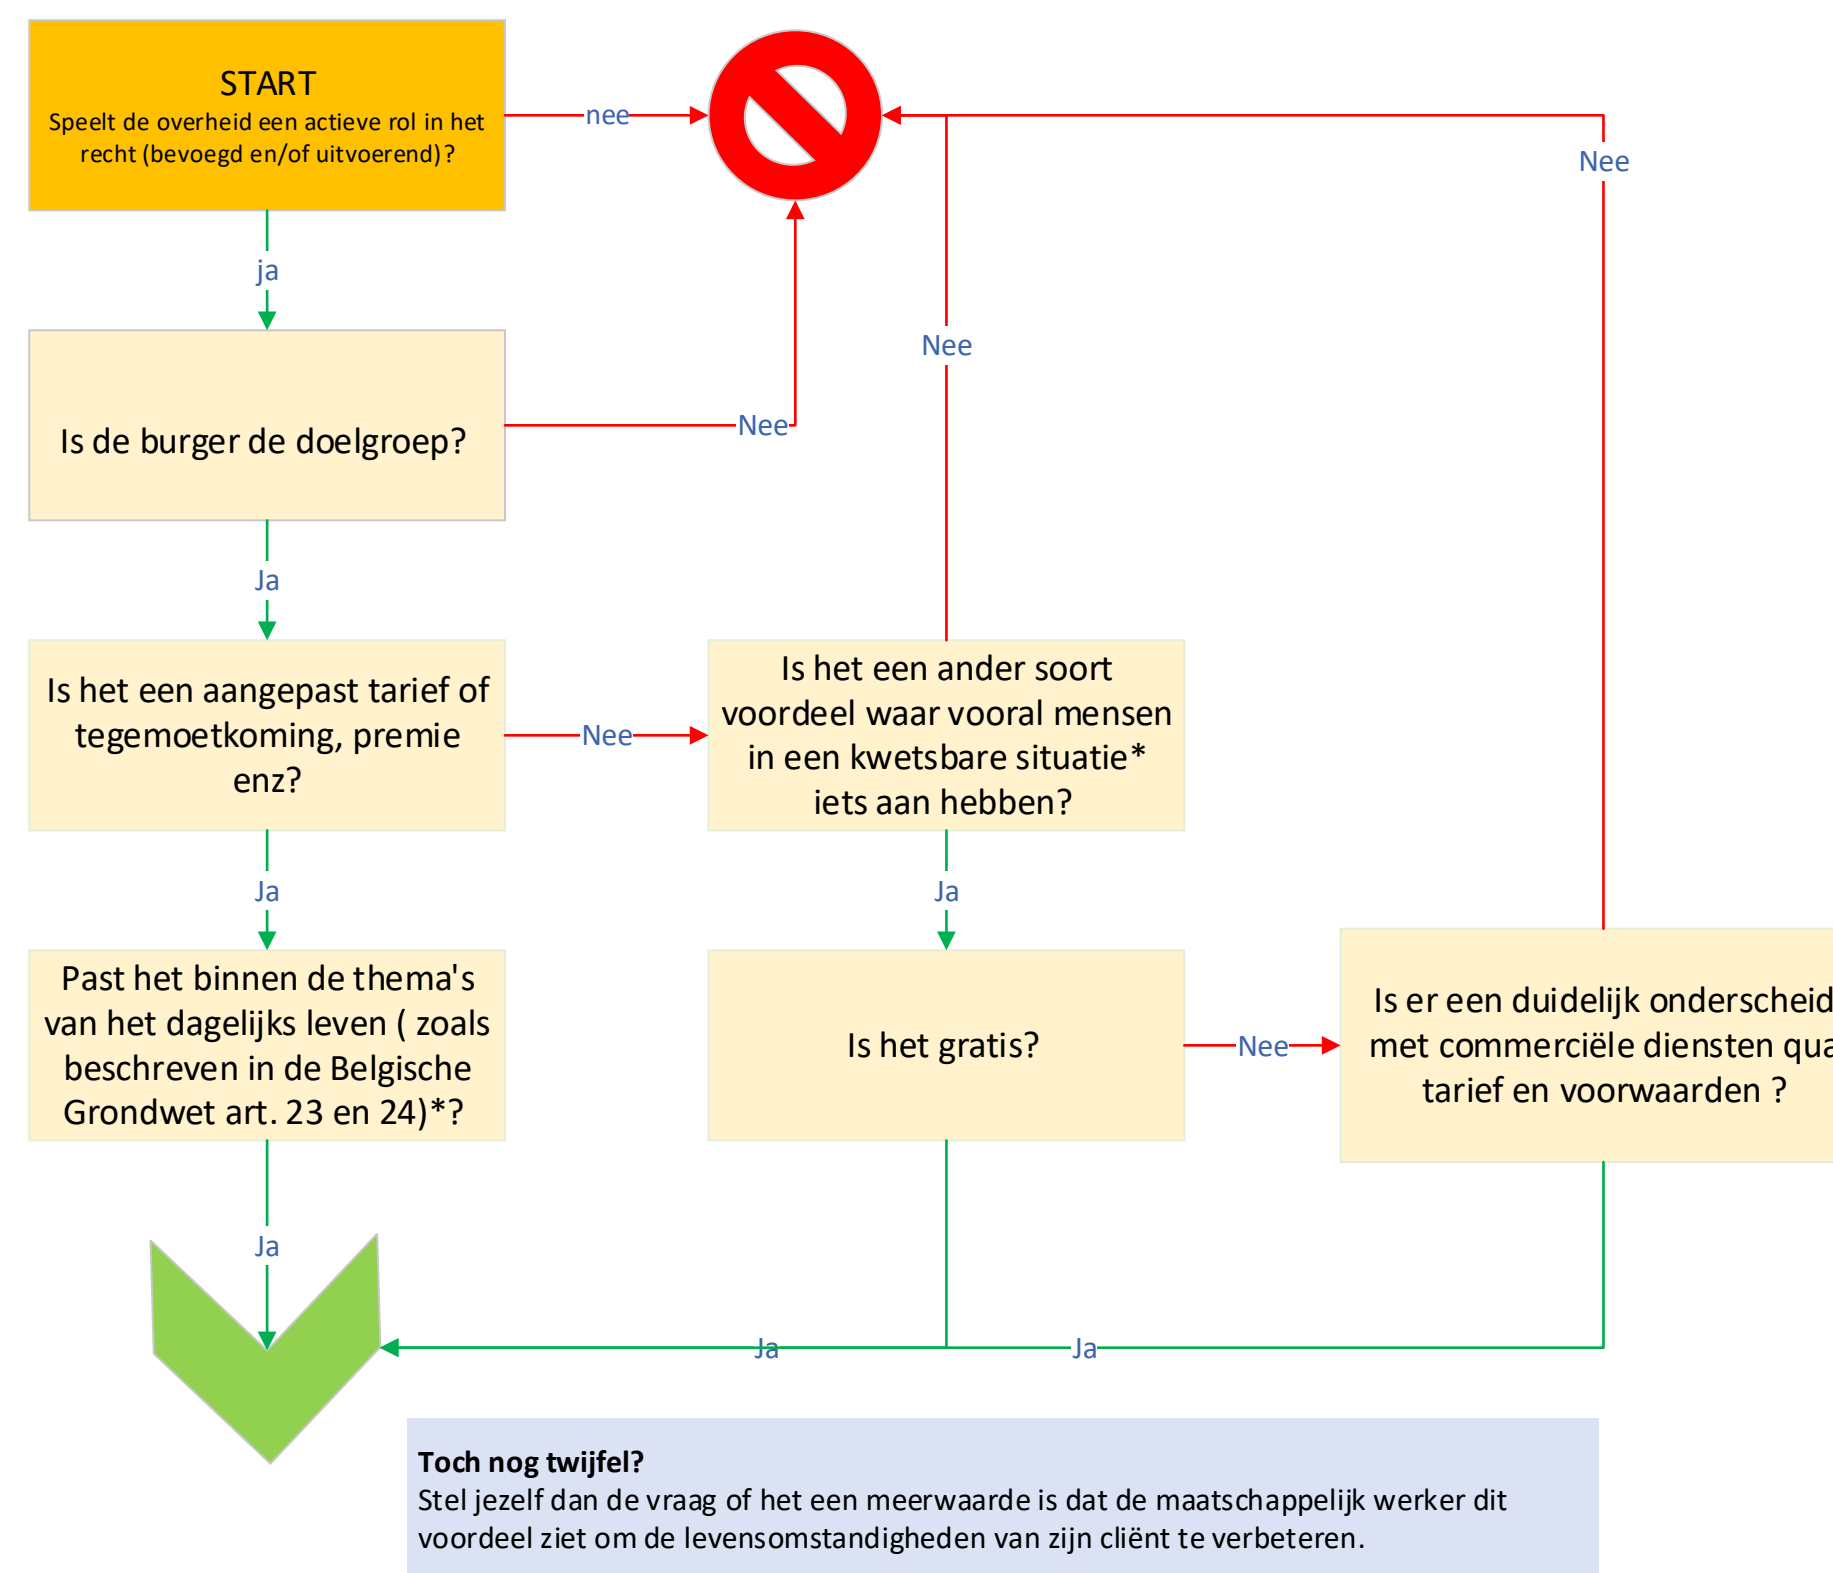 START
Speelt de overheid een actieve rol in het
recht (bevoegd en/of uitvoerend)?
nee
Nee
ja
Nee
Is de burger de doelgroep?
Nee
Ja
Is het een aangepast tarief of
tegemoetkoming, premie
enz?
Nee
Is het een ander soort
voordeel waar vooral mensen
in een kwetsbare situatie*
iets aan hebben?
Ja
Ja
Past het binnen de thema's
van het dagelijks leven ( zoals
beschreven in de Belgische
Grondwet art. 23 en 24)*?
Is het gratis?
Nee
Is er een duidelijk onderscheid
met commerciële diensten qua
tarief en voorwaarden ?
Ja
Ja
Ja
Toch nog twijfel?
Stel jezelf dan de vraag of het een meerwaarde is dat de maatschappelijk werker dit
voordeel ziet om de levensomstandigheden van zijn cliënt te verbeteren.